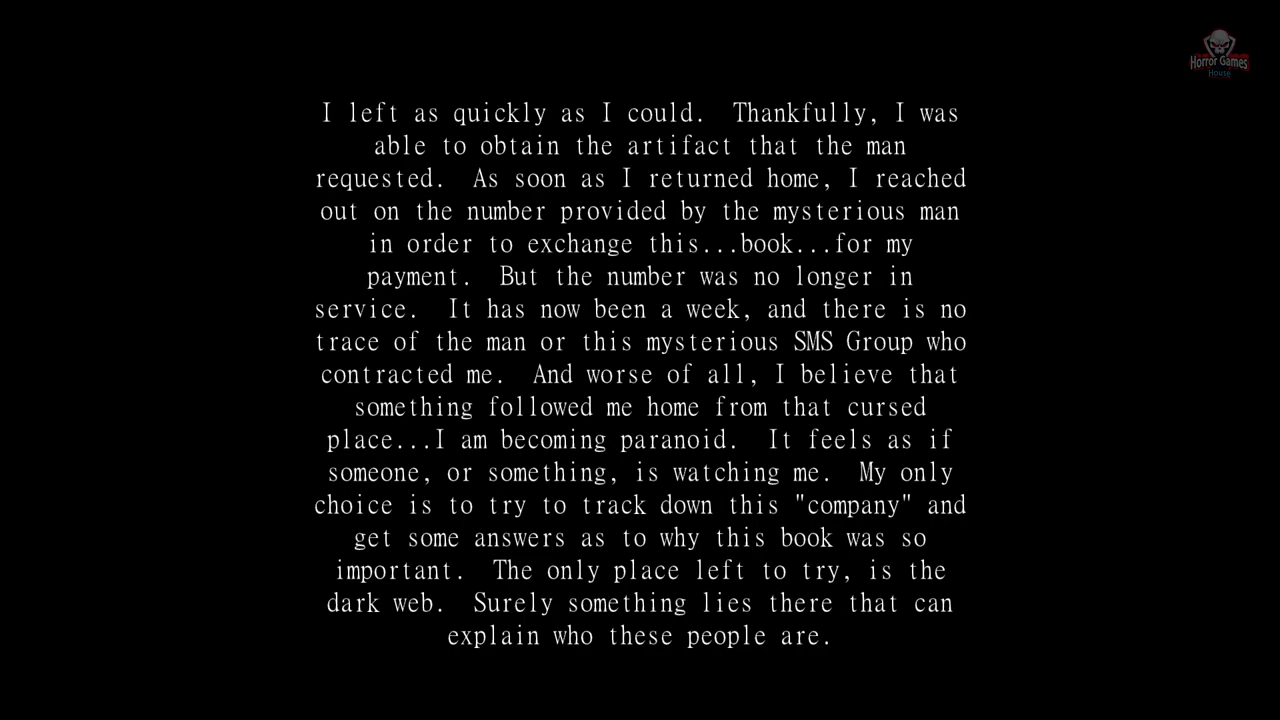 Horror Games
House
I left as quickly as I could.  Thankfully, I was
able to obtain the artifact that the man
requested.  As soon as I returned home, I reached
out on the number provided by the mysterious man
in order to exchange this...book...for my
payment.  But the number was no longer in
service.  It has now been a week, and there is no
trace of the man or this mysterious SMS Group who
contracted me.  And worse of all, I believe that
something followed me home from that cursed
place...I am becoming paranoid.  It feels as if
someone, or something, is watching me.  My only
choice is to try to track down this "company" and
get some answers as to why this book was so
important.  The only place left to try, is the
dark web.  Surely something lies there that can
explain who these people are.